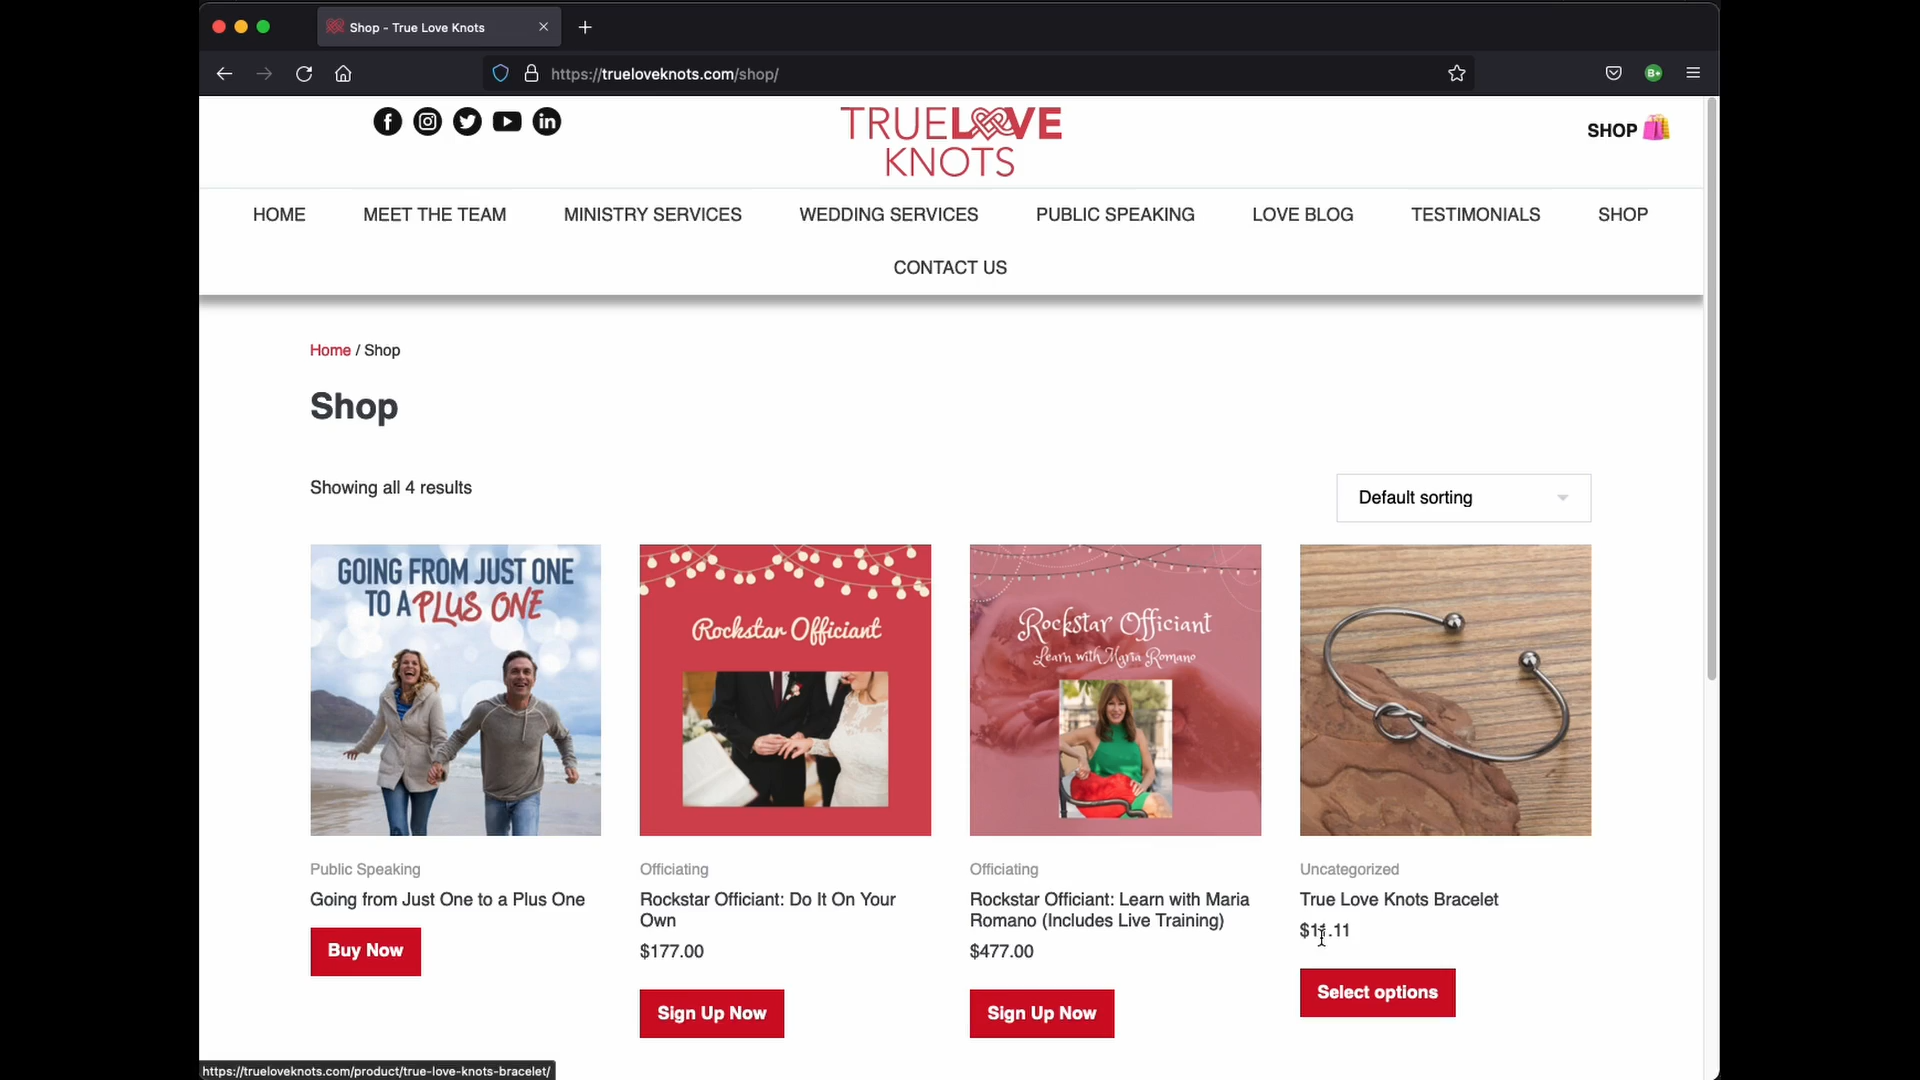 Shop - True Love Knots
https://trueloveknots.com/shop/
B+
TRUELOVE
KNOTS
SHOP
HOME MEET THE TEAM MINISTRY SERVICES WEDDING SERVICES PUBLIC SPEAKING LOVE BLOG TESTIMONIALS SHOP
CONTACT US
Home / Shop
Shop
Showing all 4 results
Default sorting
GOING FROM JUST ONE
TO A PLUS ONE
Public Speaking
Going from Just One to a Plus One
Buy Now
Rockstar Officiant
Officiating
Rockstar Officiant: Do It On Your
Own
$177.00
Sign Up Now
Rockstar Officiant
Learn with Maria Romano
Officiating
Rockstar Officiant: Learn with Maria
Romano (Includes Live Training)
$477.00
Sign Up Now
Uncategorized
True Love Knots Bracelet
$11.11
Select options
https://trueloveknots.com/product/true-love-knots-bracelet/